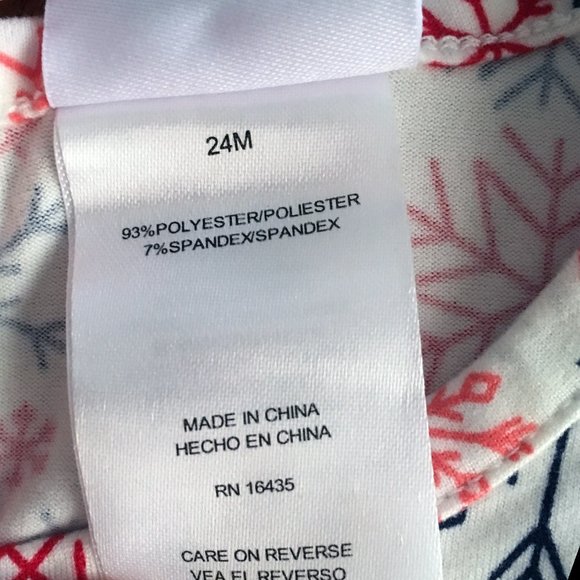 24M
93%POLYESTER/POLIESTER
7%SPANDEX/SPANDEX
MADE IN CHINA
HECHO EN CHINA
RN 16435
CARE ON REVERSE
VEA EL REVERSO